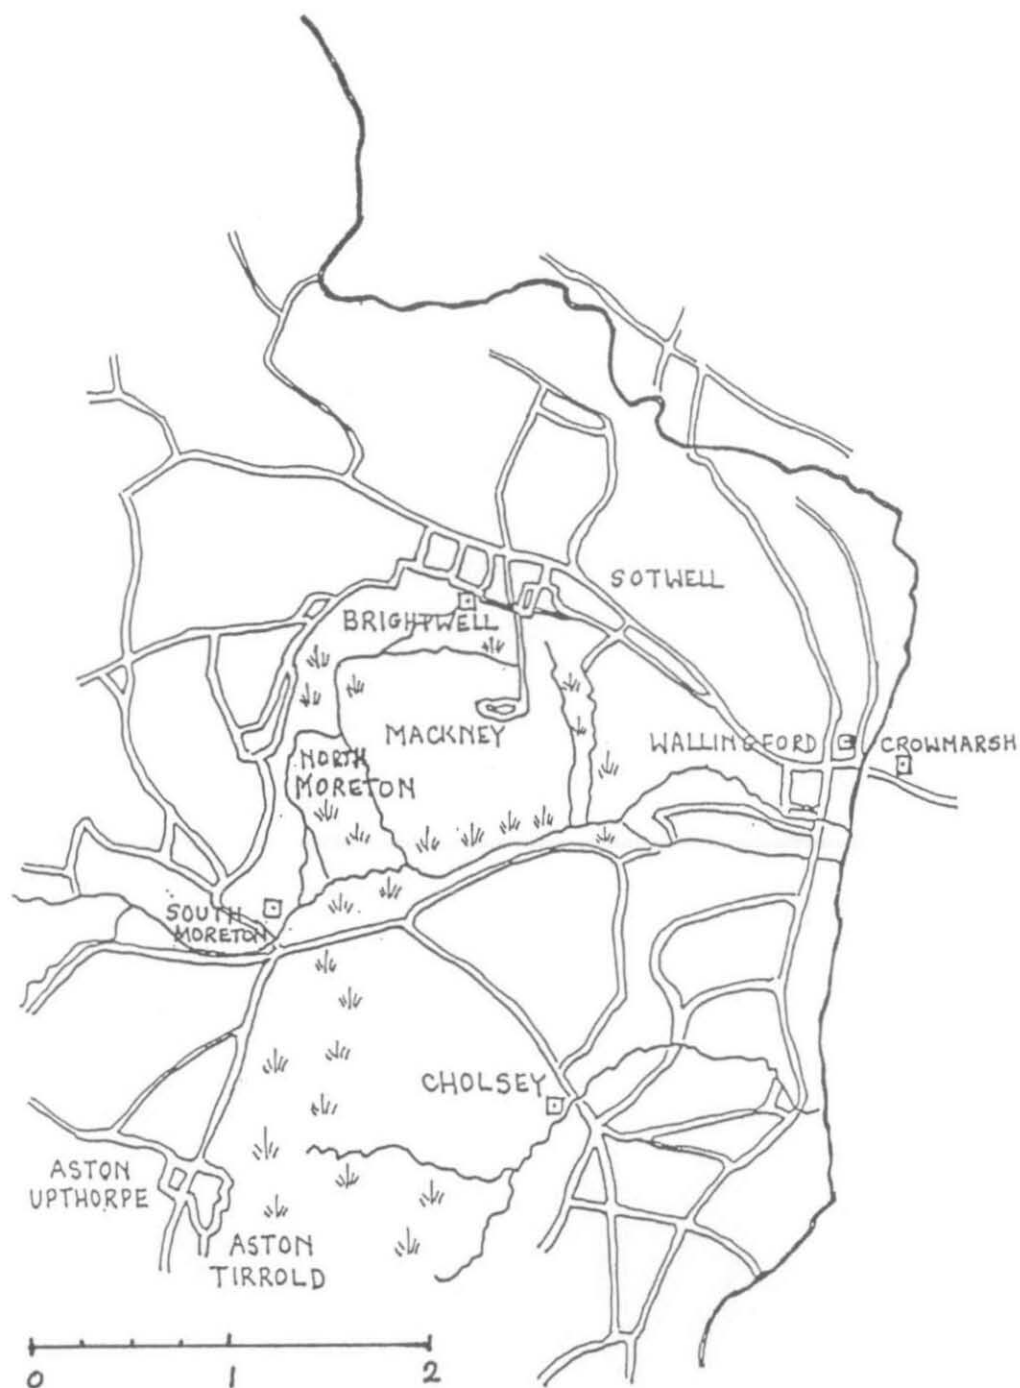 SOTWELL
BRIGHTWELL
MACKNEY
WALLINGFORD
CROWMARSH
NORTH
MORETON
SOUTH
MORETON
CHOLSEY
ASTON
UPTHORPE
ASTON
TIRROLD
0 1 2